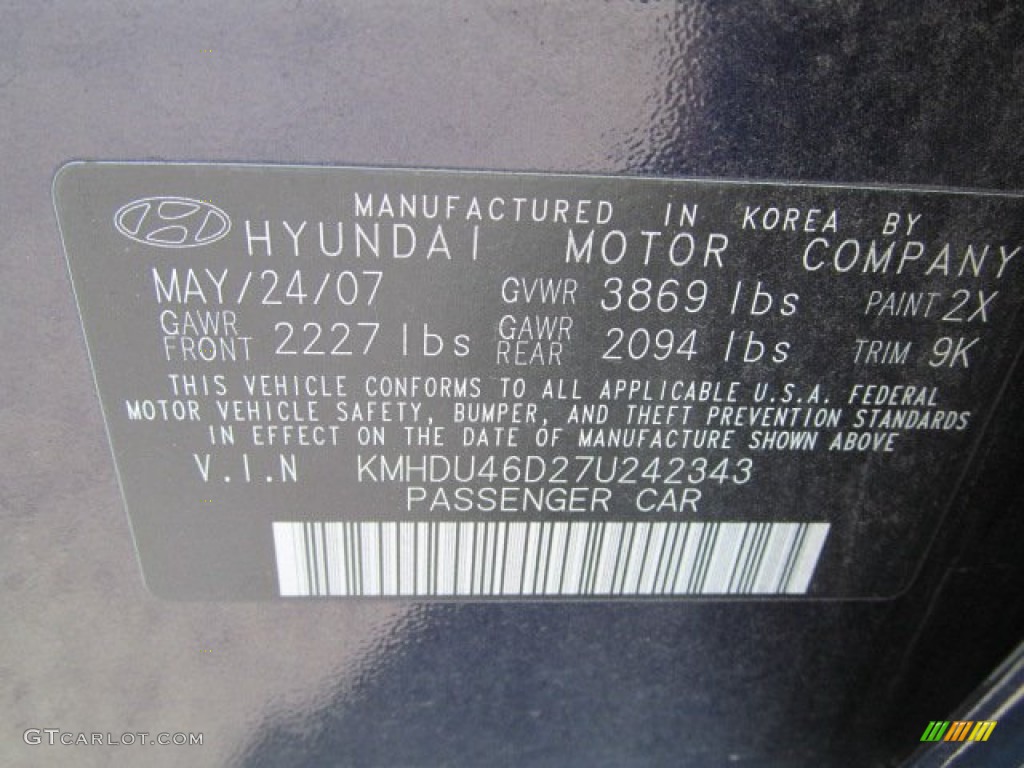 MANUFACTURED IN KOREA BY
HYUNDAI MOTOR COMPANY
MAY/24/07 GVWR 3869 lbs PAINT 2X
GAWR FRONT 2227 lbs GAWR REAR 2094 lbs TRIM 9K
THIS VEHICLE CONFORMS TO ALL APPLICABLE U.S.A. FEDERAL
MOTOR VEHICLE SAFETY, BUMPER, AND THEFT PREVENTION STANDARDS
IN EFFECT ON THE DATE OF MANUFACTURE SHOWN ABOVE
V.I.N KMHDU46D27U242343
PASSENGER CAR
GTCARLOT.COM